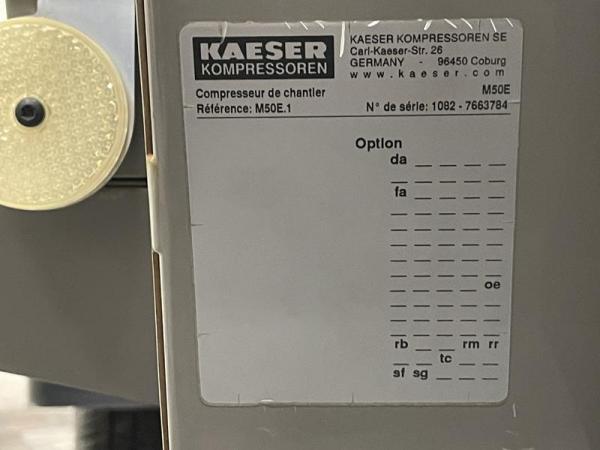 KAESER
KOMPRESSOREN
KAESER KOMPRESSOREN SE
Carl-Kaeser-Str. 26
GERMANY - 96450 Coburg
www.kaeser.com
Compresseur de chantier
M50E
Référence: M50E.1
N° de série: 1082 - 7663784
Option
da _ _ _ _
_ _ _ _
fa _ _ _ _
_ _ _ _ _
_ _ _ _ _
_ _ _ _ _
_ _ _ _ _
_ _ _ _ oe
_ _ _ _ _
_ _ _ _ _
rb _ _ rm rr
_ _ tc _ _
sf sg _ _ _